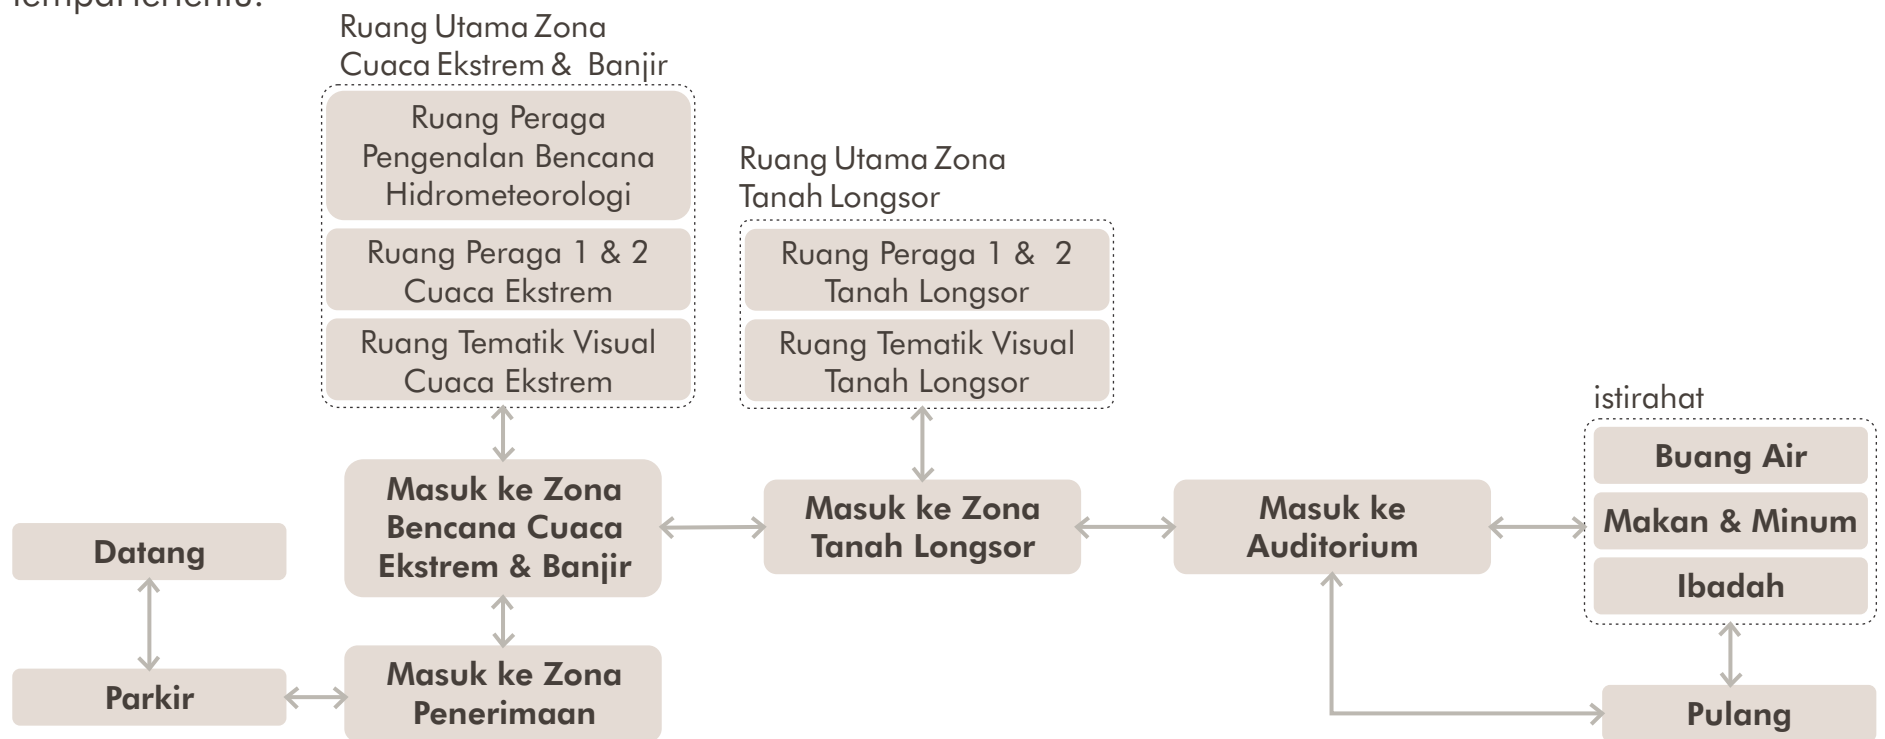 tempat tertentu.
Ruang Utama Zona
Cuaca Ekstrem & Banjir
Ruang Peraga
Pengenalan Bencana
Hidrometeorologi
Ruang Peraga 1 & 2
Cuaca Ekstrem
Ruang Tematik Visual
Cuaca Ekstrem
Ruang Utama Zona
Tanah Longsor
Ruang Peraga 1 & 2
Tanah Longsor
Ruang Tematik Visual
Tanah Longsor
istirahat
Buang Air
Makan & Minum
Ibadah
Masuk ke Zona
Bencana Cuaca
Ekstrem & Banjir
Masuk ke Zona
Tanah Longsor
Masuk ke
Auditorium
Datang
Parkir
Masuk ke Zona
Penerimaan
Pulang